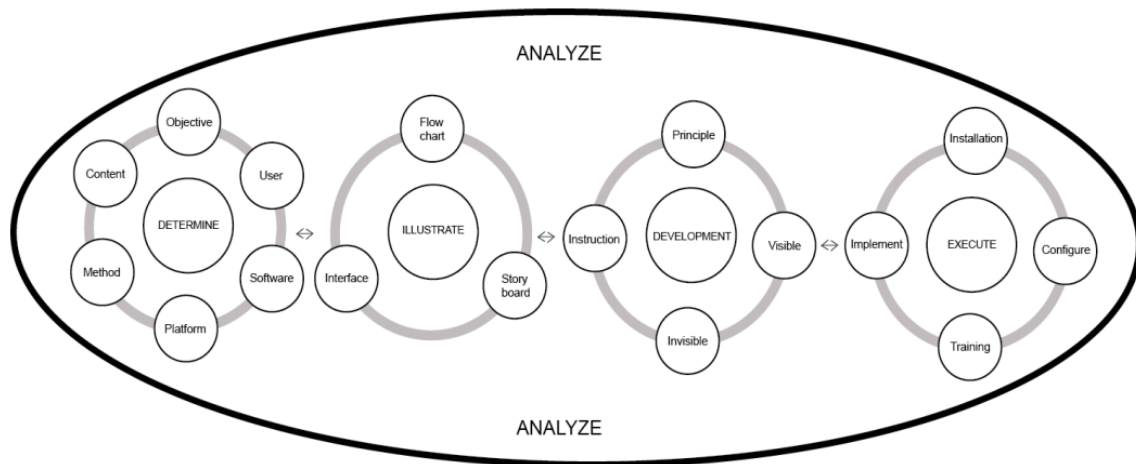 ANALYZE
Objective
Content
User
DETERMINE
Method
Software
Platform
Flow
chart
ILLUSTRATE
Interface
Story
board
Principle
Instruction
DEVELOPMENT
Visible
Invisible
Installation
Implement
EXECUTE
Configure
Training
ANALYZE